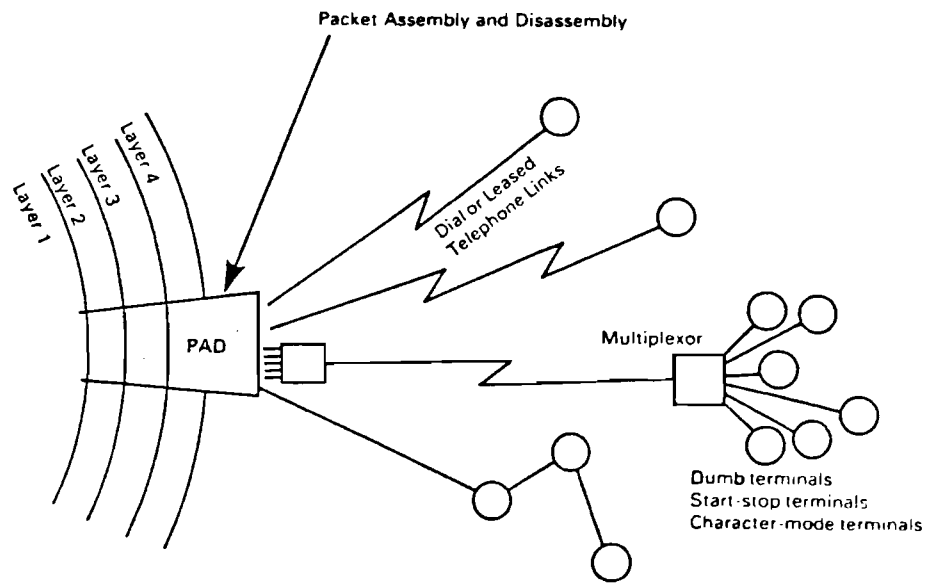 Packet Assembly and Disassembly
Layer 1
Layer 2
Layer 3
Layer 4
Dial or Leased
Telephone Links
PAD
Multiplexor
Dumb terminals
Start-stop terminals
Character-mode terminals